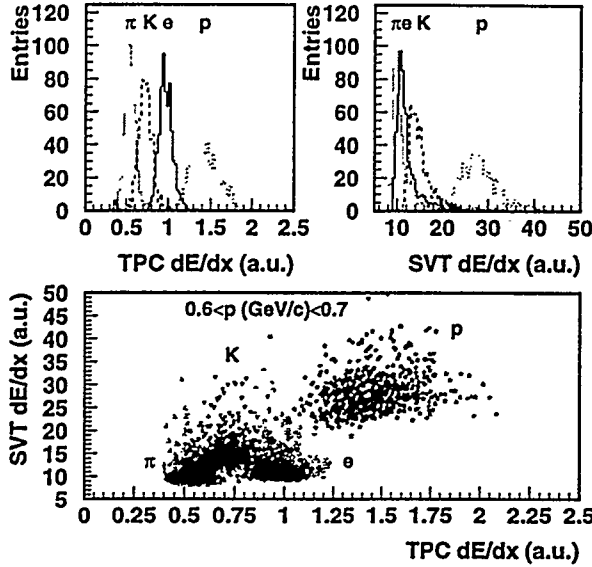 Entries
120
100
80
60
40
20
0
π K e p
0 0.5 1 1.5 2 2.5
TPC dE/dx (a.u.)
Entries
120
100
80
60
40
20
0
πe K p
10 20 30 40 50
SVT dE/dx (a.u.)
SVT dE/dx (a.u.)
50
45
40
35
30
25
20
15
10
5
0.6<p (GeV/c)<0.7
K
p
π
e
0 0.25 0.5 0.75 1 1.25 1.5 1.75 2 2.25 2.5
TPC dE/dx (a.u.)